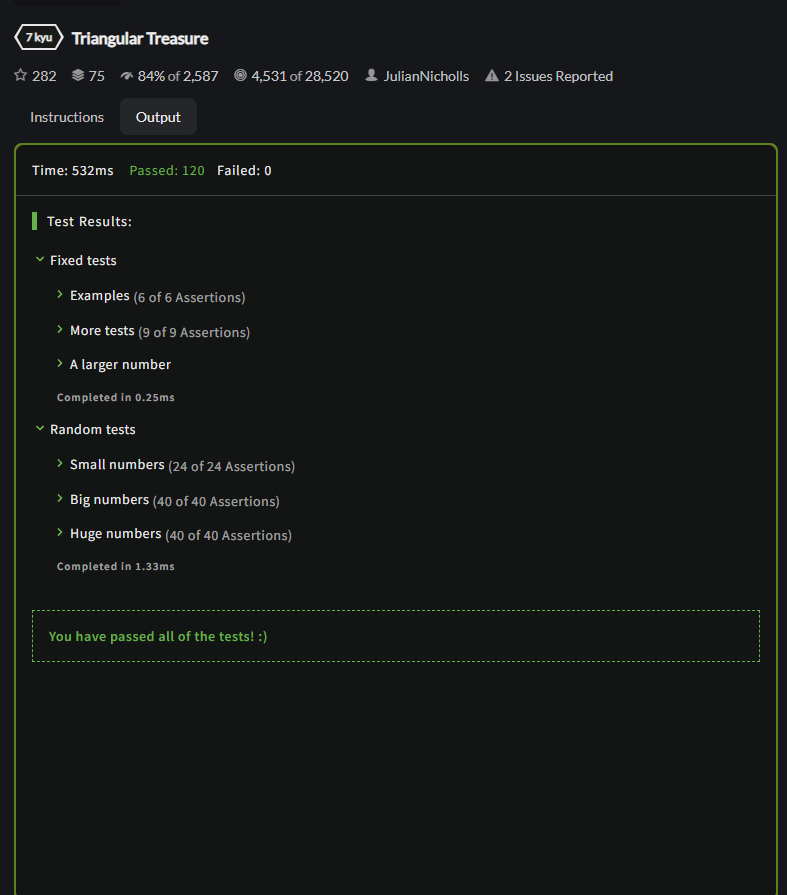 7 kyu Triangular Treasure
282 75 84% of 2,587 4,531 of 28,520 JulianNicholls 2 Issues Reported
Instructions Output
Time: 532ms Passed: 120 Failed: 0
Test Results:
Fixed tests
Examples (6 of 6 Assertions)
More tests (9 of 9 Assertions)
A larger number
Completed in 0.25ms
Random tests
Small numbers (24 of 24 Assertions)
Big numbers (40 of 40 Assertions)
Huge numbers (40 of 40 Assertions)
Completed in 1.33ms
You have passed all of the tests! :)